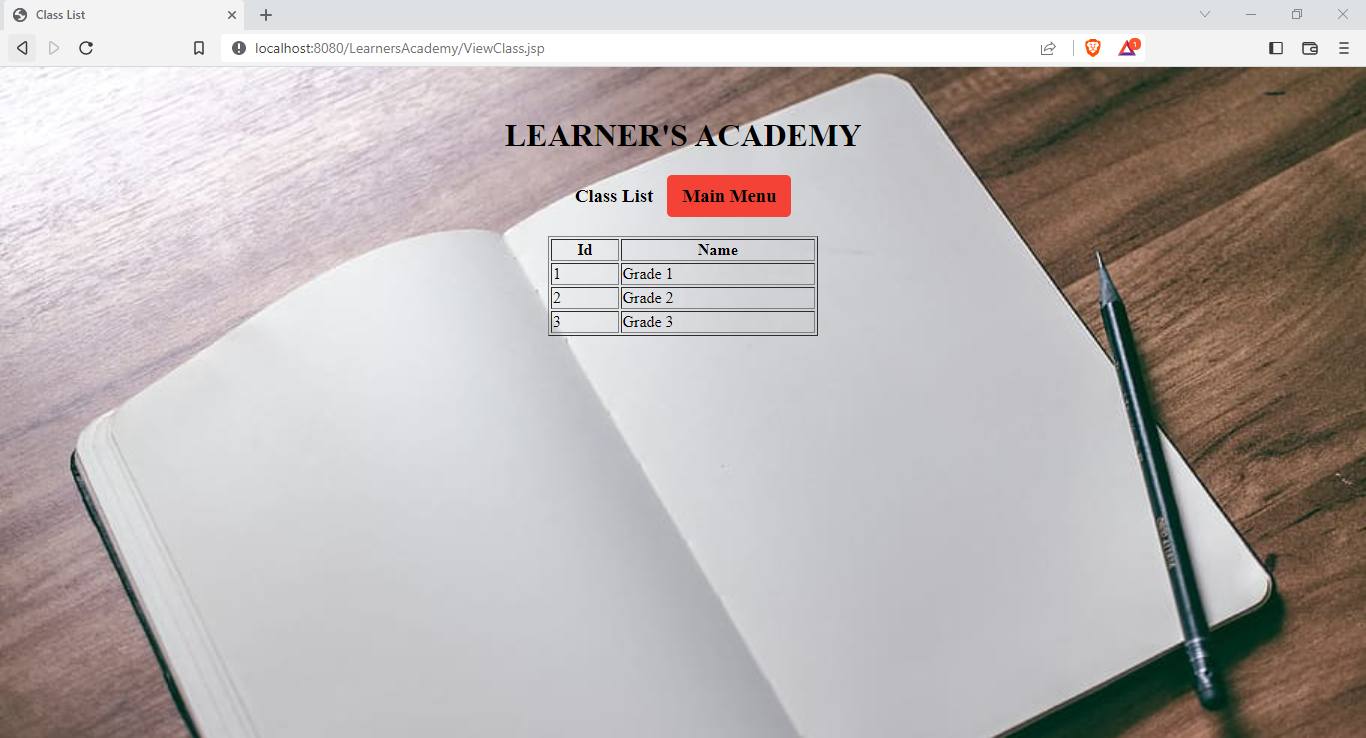 Class List
localhost:8080/LearnersAcademy/ViewClass.jsp
1
LEARNER'S ACADEMY
Class List Main Menu
Id Name
1 Grade 1
2 Grade 2
3 Grade 3